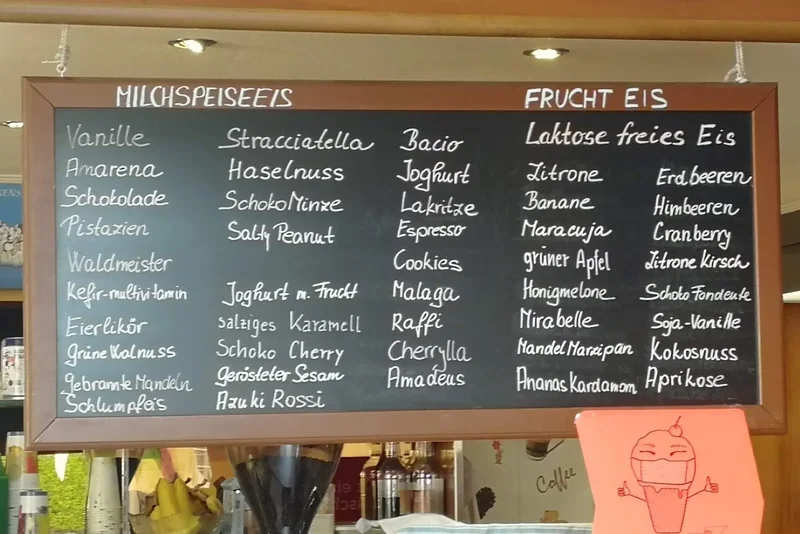 MILCHSPEISEEIS
Vanille
Amarena
Schokolade
Pistazien
Waldmeister
Kefir-multivitamin
Eierlikör
grüne Walnuss
gebrannte Mandeln
Schlumpfeis
Stracciatella
Haselnuss
SchokoMinze
Salty Peanut
Joghurt m. Frucht
salziges Karamell
Schoko Cherry
gerösteter Sesam
Azuki Rossi
Bacio
Joghurt
Lakritze
Espresso
Cookies
Malaga
Raffi
Cherrylla
Amadeus
FRUCHT EIS
Laktose freies Eis
Zitrone
Banane
Maracuja
grüner Apfel
Honigmelone
Mirabelle
Mandel Marzipan
Ananas Kardamom
Erdbeeren
Himbeeren
Cranberry
Zitrone Kirsch
Schoko Fondente
Soja-Vanille
Kokosnuss
Aprikose
Coffee